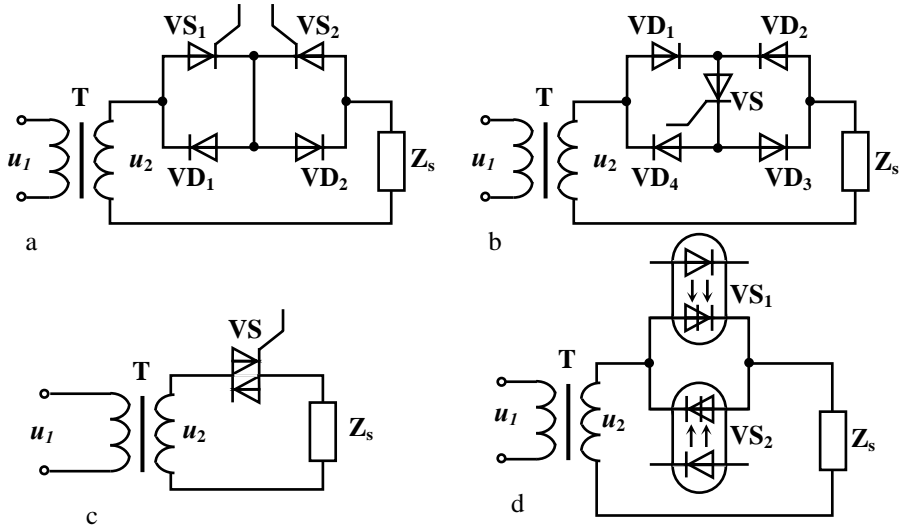 VS₁ VS₂
T
u₁ u₂
VD₁ VD₂
Zₛ
a
VD₁ VD₂
T VS
u₁ u₂
VD₄ VD₃
Zₛ
b
VS
T
u₁ u₂
Zₛ
c
VS₁
T
u₁ u₂
VS₂
Zₛ
d